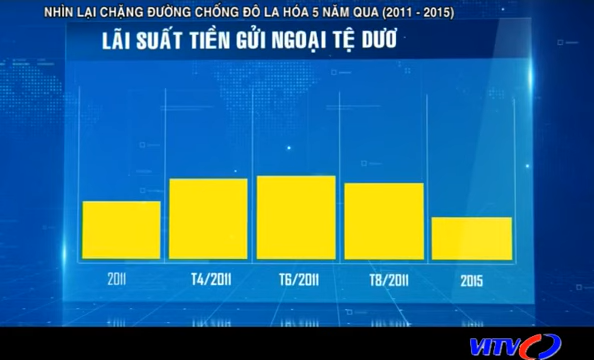 NHÌN LẠI CHẶNG ĐƯỜNG CHỐNG ĐÔ LA HÓA 5 NĂM QUA (2011 - 2015)
LÃI SUẤT TIỀN GỬI NGOẠI TỆ DƯƠ
2011 T4/2011 T6/2011 T8/2011 2015
VITV